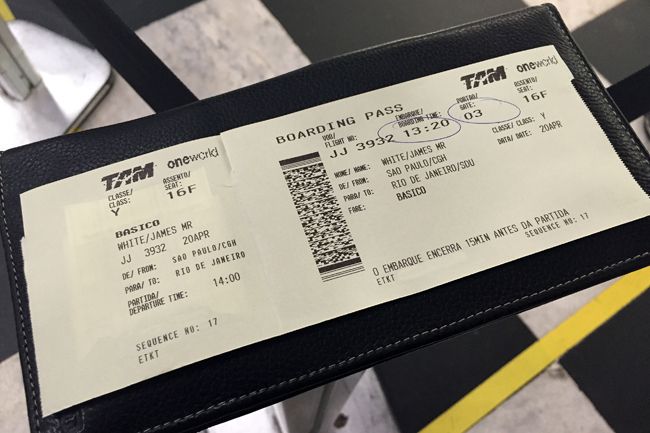 TAM oneworld
CLASSE/ CLASS: Y
ASSENTO/ SEAT: 16F
BASICO
WHITE/JAMES MR
JJ 3932 20APR
DE/ FROM: SAO PAULO/CGH
PARA/ TO: RIO DE JANEIRO
PARTIDA/
DEPARTURE TIME: 14:00
SEQUENCE NO: 17
ETKT
BOARDING PASS
TAM oneworld
VOO/ FLIGHT NO: JJ 3932
EMBARQUE/ BOARDING TIME: 13:20
PORTAO/ GATE: 03
ASSENTO/ SEAT: 16F
NOME/ NAME: WHITE/JAMES MR
CLASSE/ CLASS: Y
DE/ FROM: SAO PAULO/CGH
DATA/ DATE: 20APR
PARA/ TO: RIO DE JANEIRO/SDU
FARE: BASICO
O EMBARQUE ENCERRA 15MIN ANTES DA PARTIDA
ETKT
SEQUENCE NO: 17